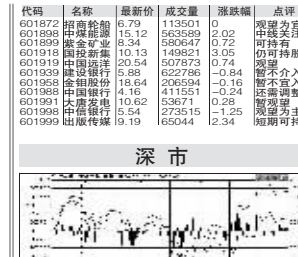 代码 名称 最新价 成交量 涨跌幅 点评
601872 招商轮船 6.79 113501 0 观望为主
601898 中煤能源 15.12 563589 2.02 中线关注
601899 紫金矿业 8.34 580647 0.72 可持有
601918 国投新集 10.13 149821 3.05 仍可持股
601919 中国远洋 20.54 507873 0.74 观望
601939 建设银行 5.88 622786 -0.84 暂不介入
601958 金钼股份 18.64 206594 -0.16 暂不宜入
601988 中国银行 4.16 411551 -0.24 还需调整
601991 大唐发电 10.62 53671 0.28 暂观望
601998 中信银行 5.54 273515 -1.25 观望为主
601999 出版传媒 9.19 65044 2.34 短期可持
深 市